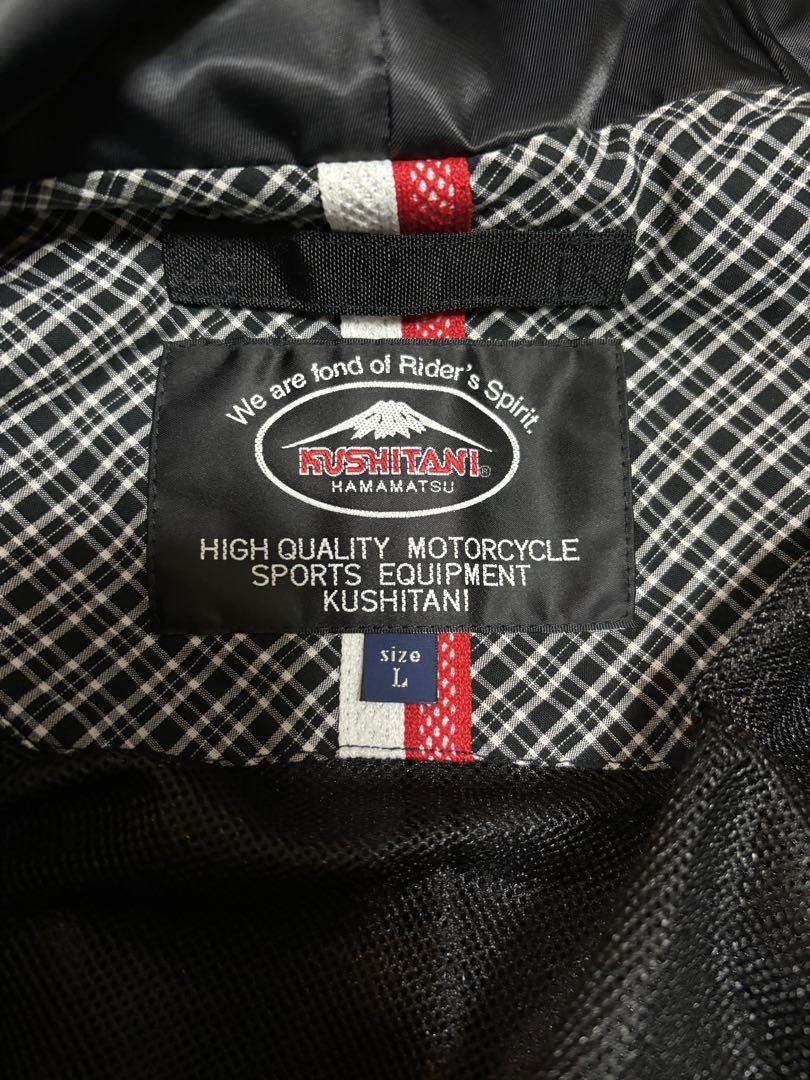 We are fond of Rider's Spirit.
KUSHITANI®
HAMAMATSU
HIGH QUALITY MOTORCYCLE
SPORTS EQUIPMENT
KUSHITANI
size
L